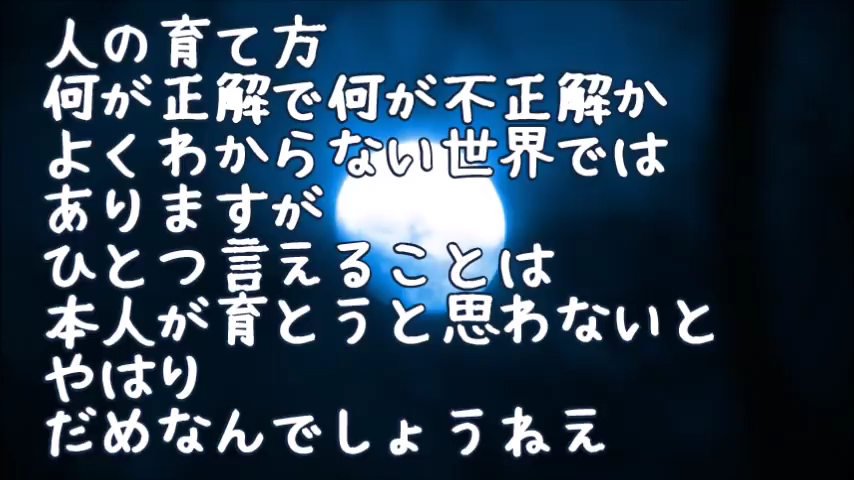 人の育て方
何が正解で何が不正解か
よくわからない世界では
ありますが
ひとつ言えることは
本人が育とうと思わないと
やはり
だめなんでしょうねえ